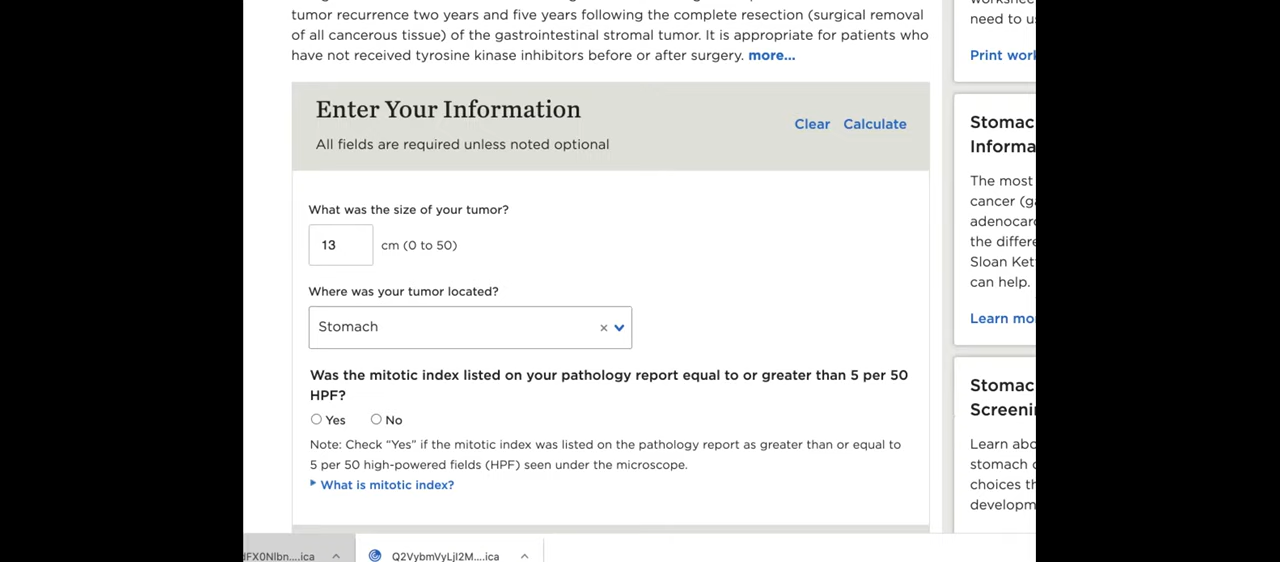 tumor recurrence two years and five years following the complete resection (surgical removal
of all cancerous tissue) of the gastrointestinal stromal tumor. It is appropriate for patients who
have not received tyrosine kinase inhibitors before or after surgery. more...
Enter Your Information
Clear Calculate
All fields are required unless noted optional
What was the size of your tumor?
13 cm (0 to 50)
Where was your tumor located?
Stomach ×
Was the mitotic index listed on your pathology report equal to or greater than 5 per 50
HPF?
Yes No
Note: Check “Yes” if the mitotic index was listed on the pathology report as greater than or equal to
5 per 50 high-powered fields (HPF) seen under the microscope.
What is mitotic index?
need to u
Print wor
Stomac
Informa
The most
cancer (ga
adenocar
the differe
Sloan Ket
can help.
Learn mo
Stomac
Screeni
Learn abo
stomach c
choices th
developm
Q2VybmVyLjI2M....ica